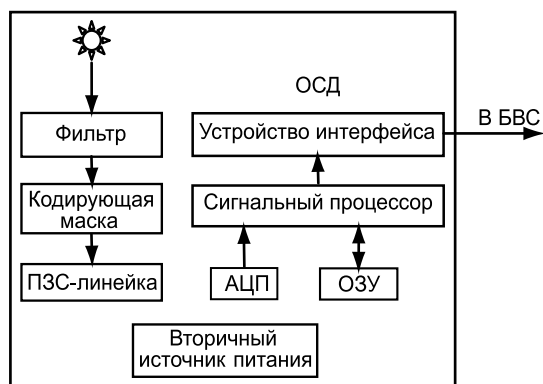 ОСД
Фильтр
Кодирующая
маска
ПЗС-линейка
Устройство интерфейса
В БВС
Сигнальный процессор
АЦП
ОЗУ
Вторичный
источник питания